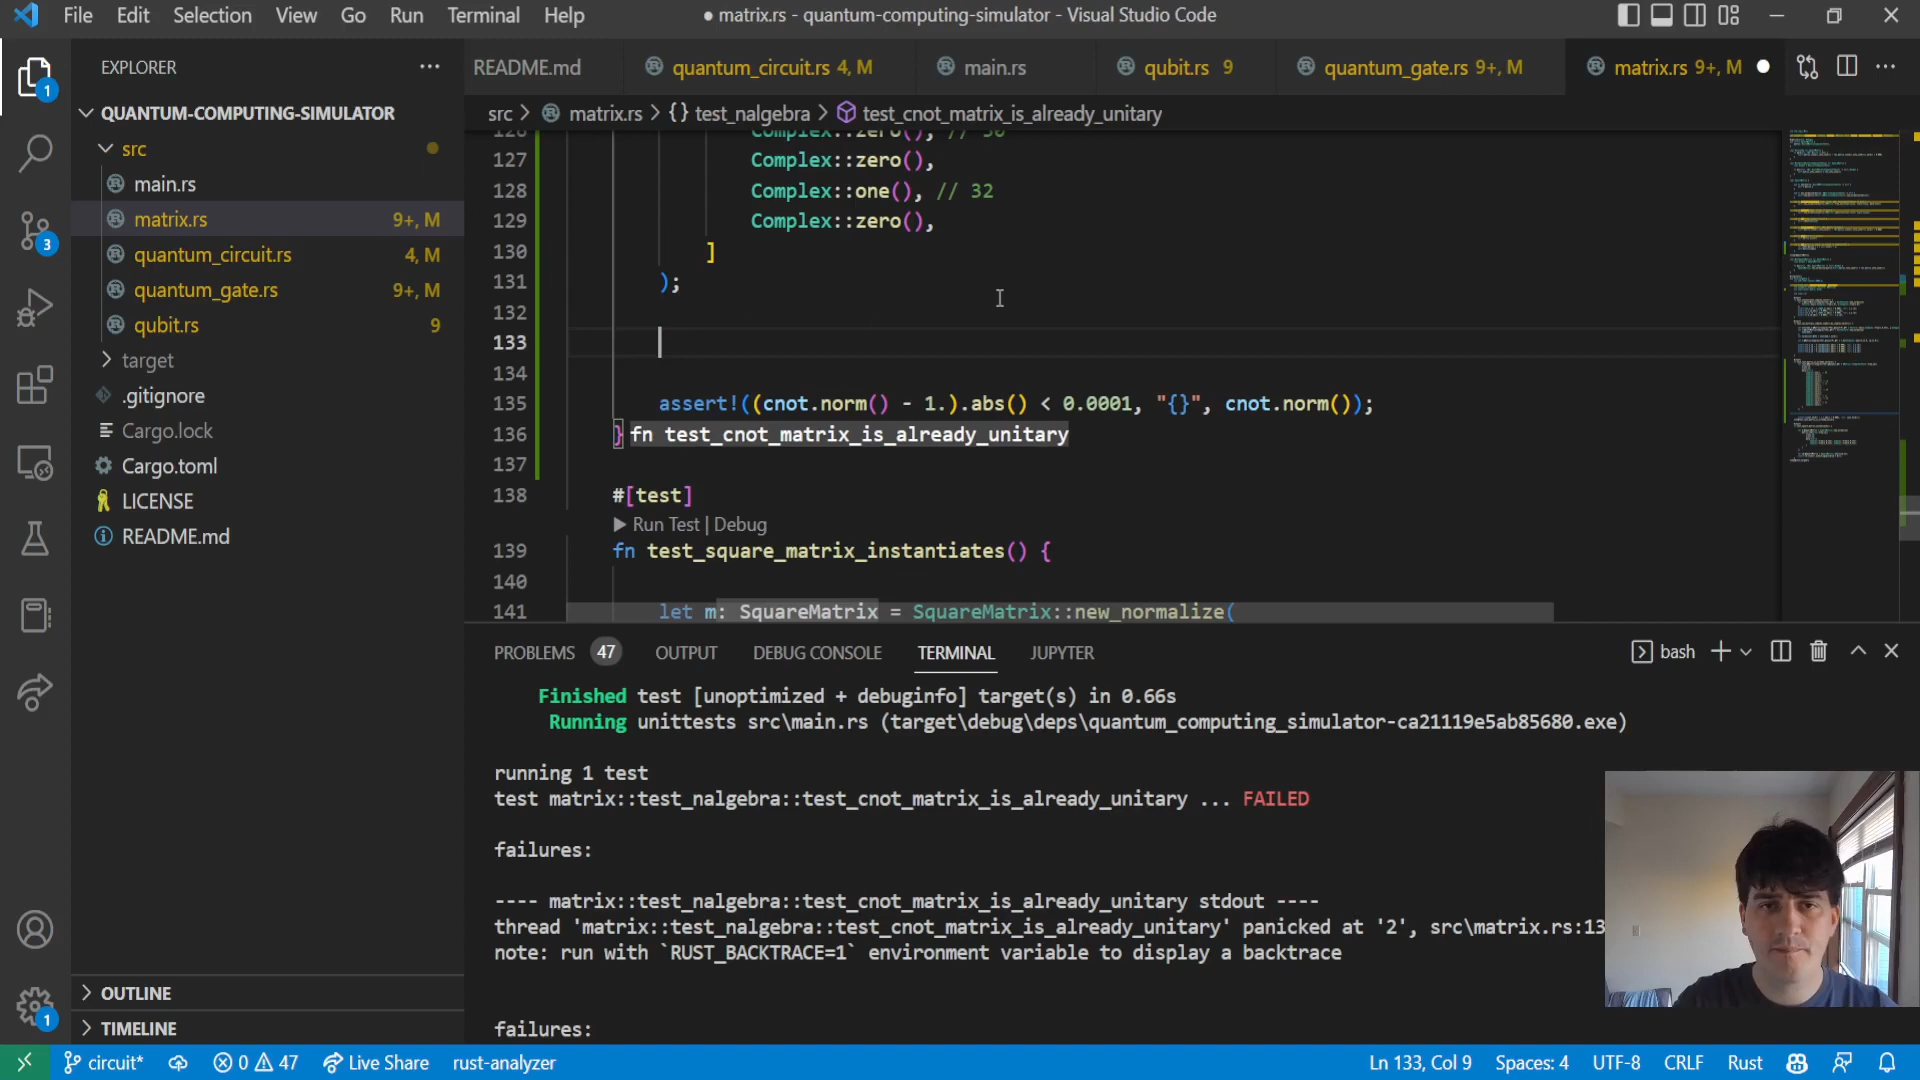 File Edit Selection View Go Run Terminal Help
● matrix.rs - quantum-computing-simulator - Visual Studio Code
EXPLORER
README.md quantum_circuit.rs 4, M main.rs qubit.rs 9 quantum_gate.rs 9+, M matrix.rs 9+, M
src > matrix.rs > {} test_nalgebra > test_cnot_matrix_is_already_unitary
QUANTUM-COMPUTING-SIMULATOR
src
main.rs
matrix.rs 9+, M
quantum_circuit.rs 4, M
quantum_gate.rs 9+, M
qubit.rs 9
target
.gitignore
Cargo.lock
Cargo.toml
LICENSE
README.md
OUTLINE
TIMELINE
1
3
1
126 Complex::zero(), // 30
127 Complex::zero(),
128 Complex::one(), // 32
129 Complex::zero(),
130 ]
131 );
132
133
134
135 assert!((cnot.norm() - 1.).abs() < 0.0001, "{}", cnot.norm());
136 } fn test_cnot_matrix_is_already_unitary
137
138 #[test]
Run Test | Debug
139 fn test_square_matrix_instantiates() {
140
141 let m: SquareMatrix = SquareMatrix::new_normalize(
PROBLEMS 47 OUTPUT DEBUG CONSOLE TERMINAL JUPYTER
bash
Finished test [unoptimized + debuginfo] target(s) in 0.66s
Running unittests src\main.rs (target\debug\deps\quantum_computing_simulator-ca21119e5ab85680.exe)
running 1 test
test matrix::test_nalgebra::test_cnot_matrix_is_already_unitary ... FAILED
failures:
---- matrix::test_nalgebra::test_cnot_matrix_is_already_unitary stdout ----
thread 'matrix::test_nalgebra::test_cnot_matrix_is_already_unitary' panicked at '2', src\matrix.rs:13
note: run with `RUST_BACKTRACE=1` environment variable to display a backtrace
failures:
circuit* 0 47 Live Share rust-analyzer Ln 133, Col 9 Spaces: 4 UTF-8 CRLF Rust